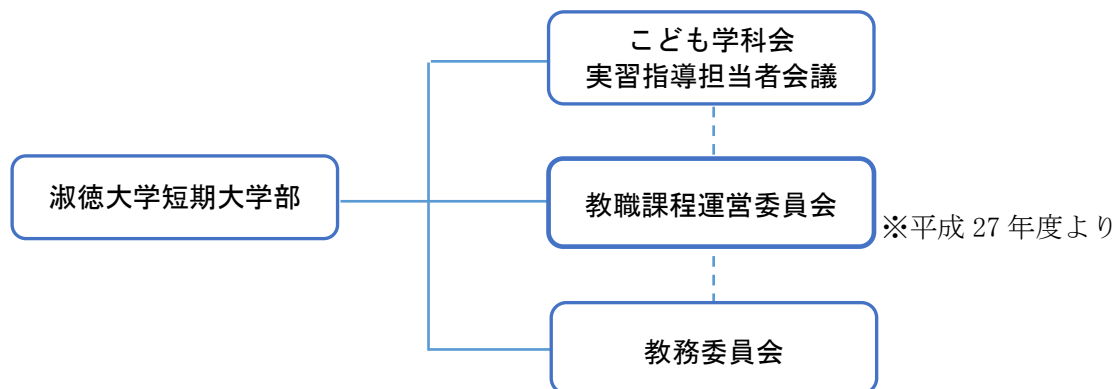 こども学科会
実習指導担当者会議
淑徳大学短期大学部
教職課程運営委員会
※平成 27 年度より
教務委員会